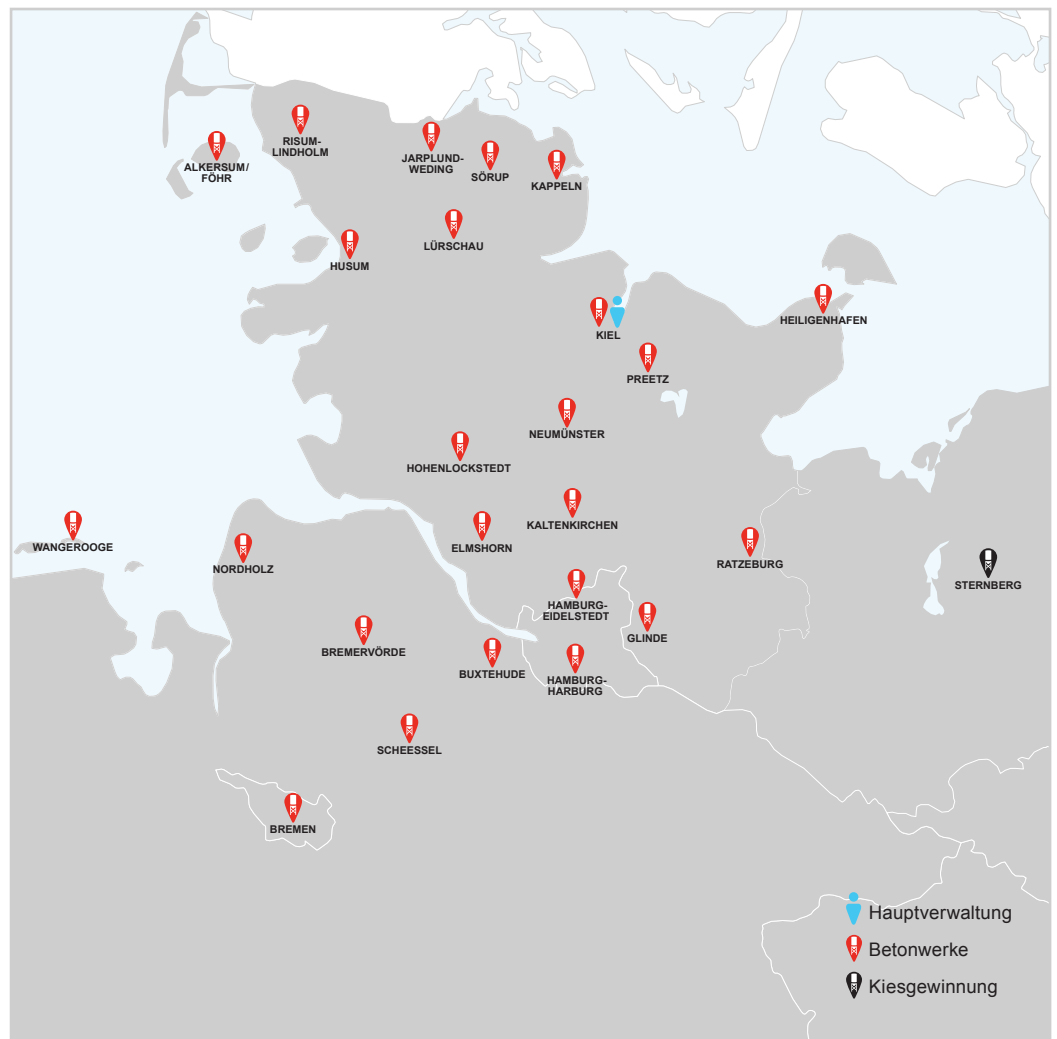 RISUM-
LINDHOLM
JARPLUND-
WEDING
ALKERSUM/
FÖHR
SÖRUP
KAPPELN
LÜRSCHAU
HUSUM
HEILIGENHAFEN
KIEL
PREETZ
NEUMÜNSTER
HOHENLOCKSTEDT
KALTENKIRCHEN
WANGEROOGE
ELMSHORN
NORDHOLZ
RATZEBURG
STERNBERG
HAMBURG-
EIDELSTEDT
GLINDE
BREMERVÖRDE
BUXTEHUDE
HAMBURG-
HARBURG
SCHEESSEL
BREMEN
Hauptverwaltung
Betonwerke
Kiesgewinnung